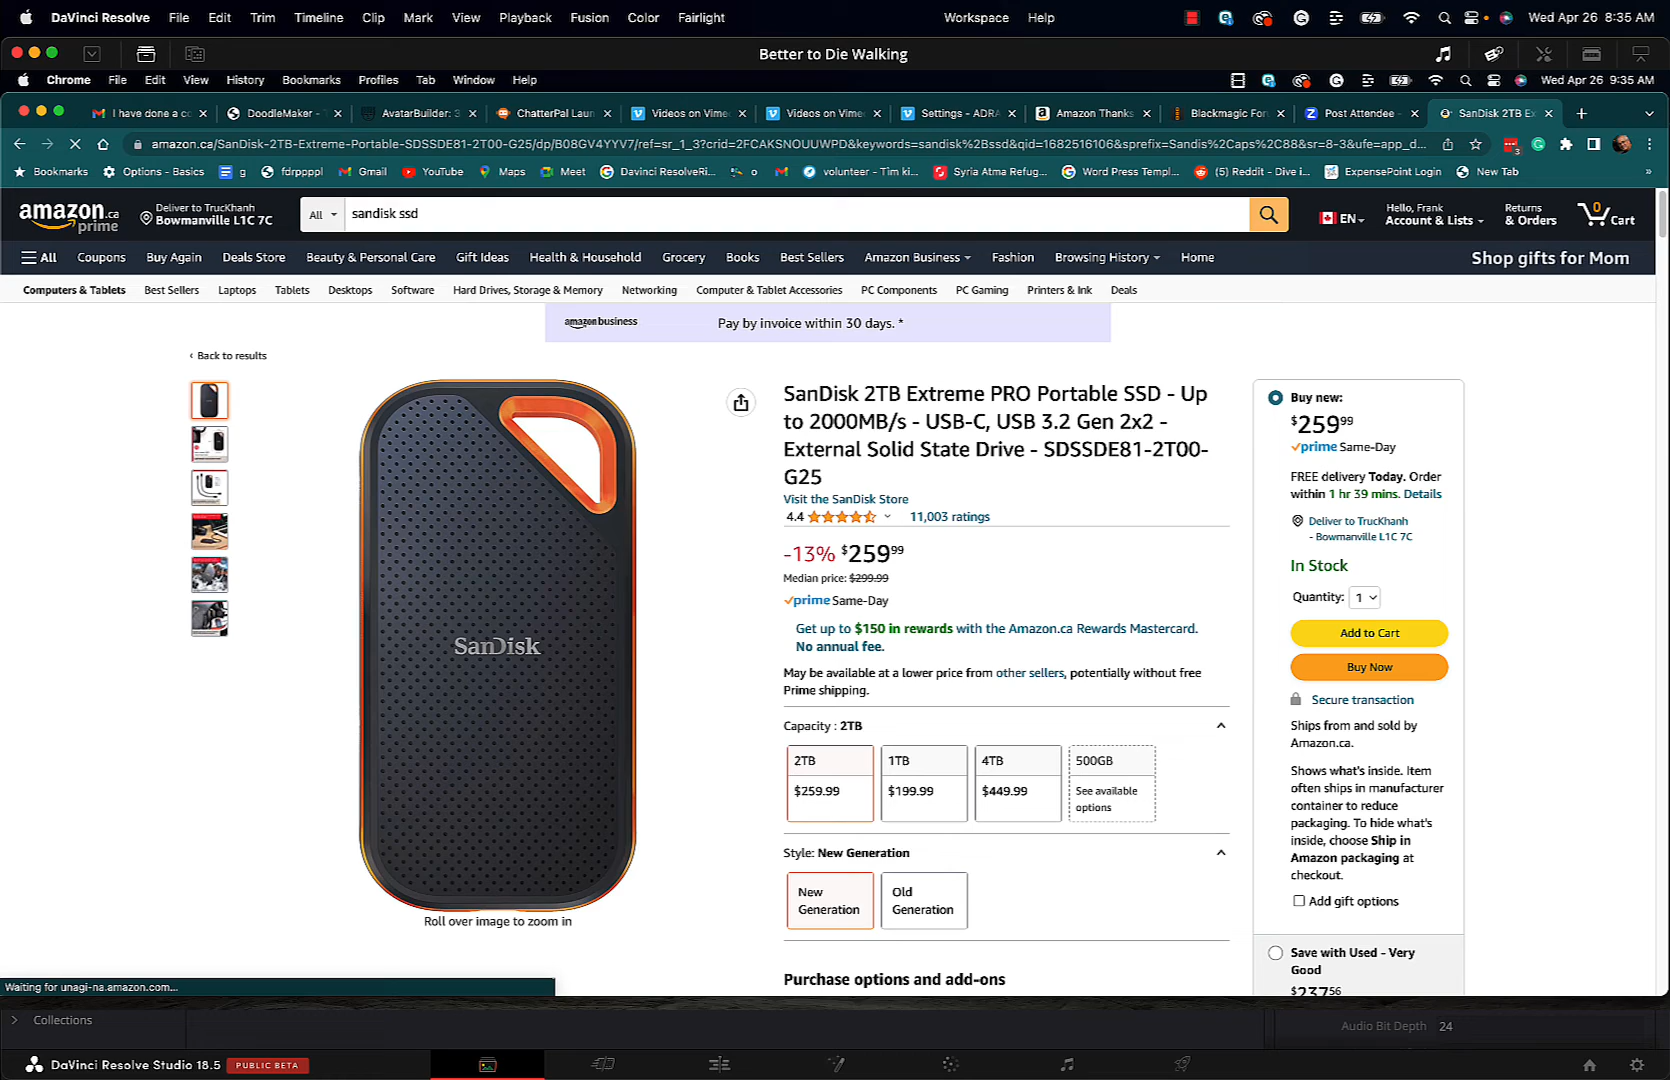 DaVinci Resolve File Edit Trim Timeline Clip Mark View Playback Fusion Color Fairlight Workspace Help Wed Apr 26 8:35 AM
Better to Die Walking
Chrome File Edit View History Bookmarks Profiles Tab Window Help Wed Apr 26 9:35 AM
I have done a co DoodleMaker - T AvatarBuilder: 3 ChatterPal Laun Videos on Vimeo Videos on Vimeo Settings - ADRA Amazon Thanks Blackmagic For Post Attendee - SanDisk 2TB Ex
amazon.ca/SanDisk-2TB-Extreme-Portable-SDSSDE81-2T00-G25/dp/B08GV4YYV7/ref=sr_1_3?crid=2FCAKSNOUUWPD&keywords=sandisk%2Bssd&qid=1682516106&sprefix=Sandis%2Caps%2C88&sr=8-3&ufe=app_d...
Bookmarks Options - Basics g fdrppppl Gmail YouTube Maps Meet Davinci ResolveRi... o volunteer - Tim ki... Syria Atma Refug... Word Press Templ... (5) Reddit - Dive i... ExpensePoint Login New Tab »
amazon.ca
prime
Deliver to TrucKhanh
Bowmanville L1C 7C
All sandisk ssd
EN
Hello, Frank
Account & Lists
Returns
& Orders
0
Cart
All Coupons Buy Again Deals Store Beauty & Personal Care Gift Ideas Health & Household Grocery Books Best Sellers Amazon Business Fashion Browsing History Home Shop gifts for Mom
Computers & Tablets Best Sellers Laptops Tablets Desktops Software Hard Drives, Storage & Memory Networking Computer & Tablet Accessories PC Components PC Gaming Printers & Ink Deals
amazon business Pay by invoice within 30 days. *
‹ Back to results
SanDisk
Roll over image to zoom in
SanDisk 2TB Extreme PRO Portable SSD - Up
to 2000MB/s - USB-C, USB 3.2 Gen 2x2 -
External Solid State Drive - SDSSDE81-2T00-
G25
Visit the SanDisk Store
4.4 11,003 ratings
-13% $259 99
Median price: $299.99
prime Same-Day
Get up to $150 in rewards with the Amazon.ca Rewards Mastercard.
No annual fee.
May be available at a lower price from other sellers, potentially without free
Prime shipping.
Capacity : 2TB
2TB 1TB 4TB 500GB
$259.99 $199.99 $449.99 See available
options
Style: New Generation
New
Generation
Old
Generation
Purchase options and add-ons
Buy new:
$259 99
prime Same-Day
FREE delivery Today. Order
within 1 hr 39 mins. Details
Deliver to TrucKhanh
- Bowmanville L1C 7C
In Stock
Quantity: 1
Add to Cart
Buy Now
Secure transaction
Ships from and sold by
Amazon.ca.
Shows what's inside. Item
often ships in manufacturer
container to reduce
packaging. To hide what's
inside, choose Ship in
Amazon packaging at
checkout.
Add gift options
Save with Used - Very
Good
$237 56
Waiting for unagi-na.amazon.com...
Collections
Audio Bit Depth 24
DaVinci Resolve Studio 18.5 PUBLIC BETA